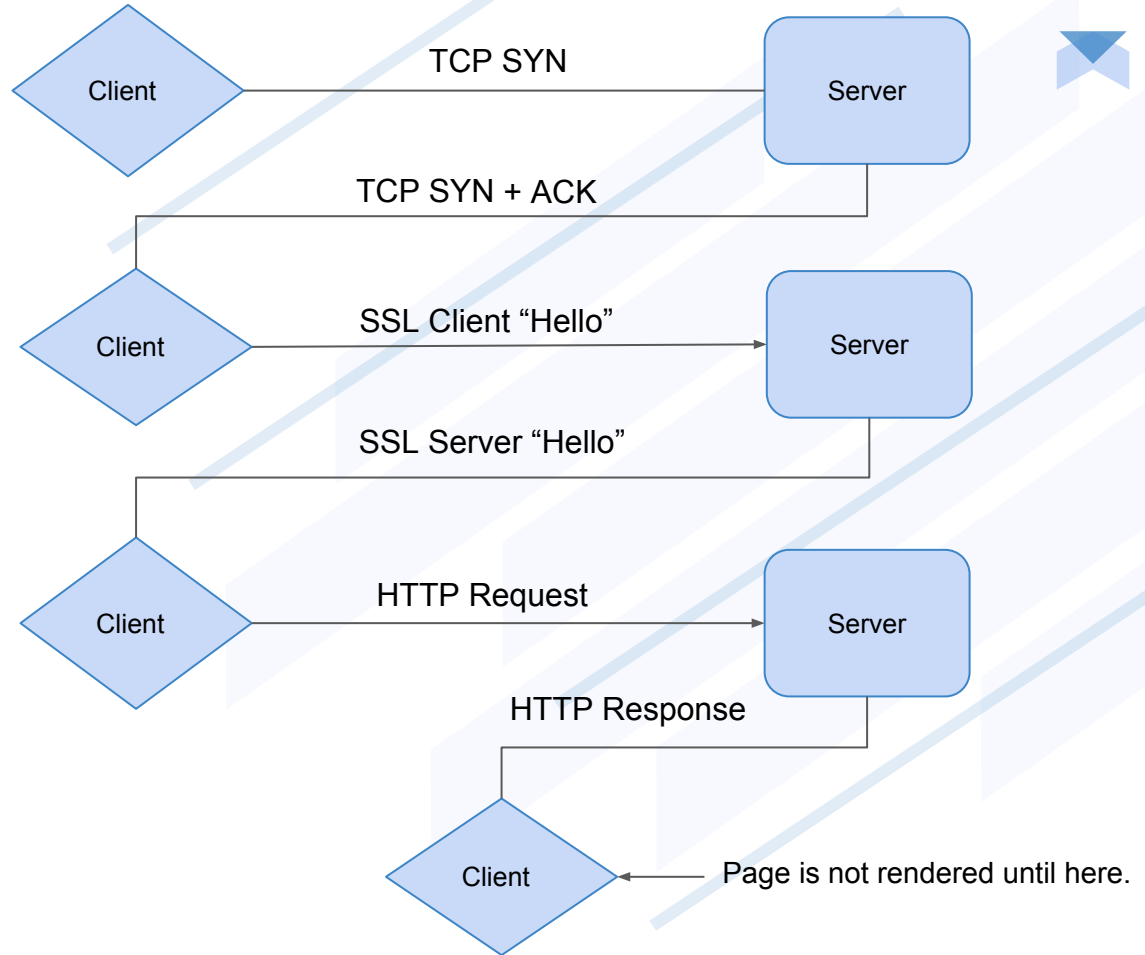 TCP SYN
Client
Server
TCP SYN + ACK
SSL Client “Hello”
Client
Server
SSL Server “Hello”
HTTP Request
Client
Server
HTTP Response
Client
Page is not rendered until here.